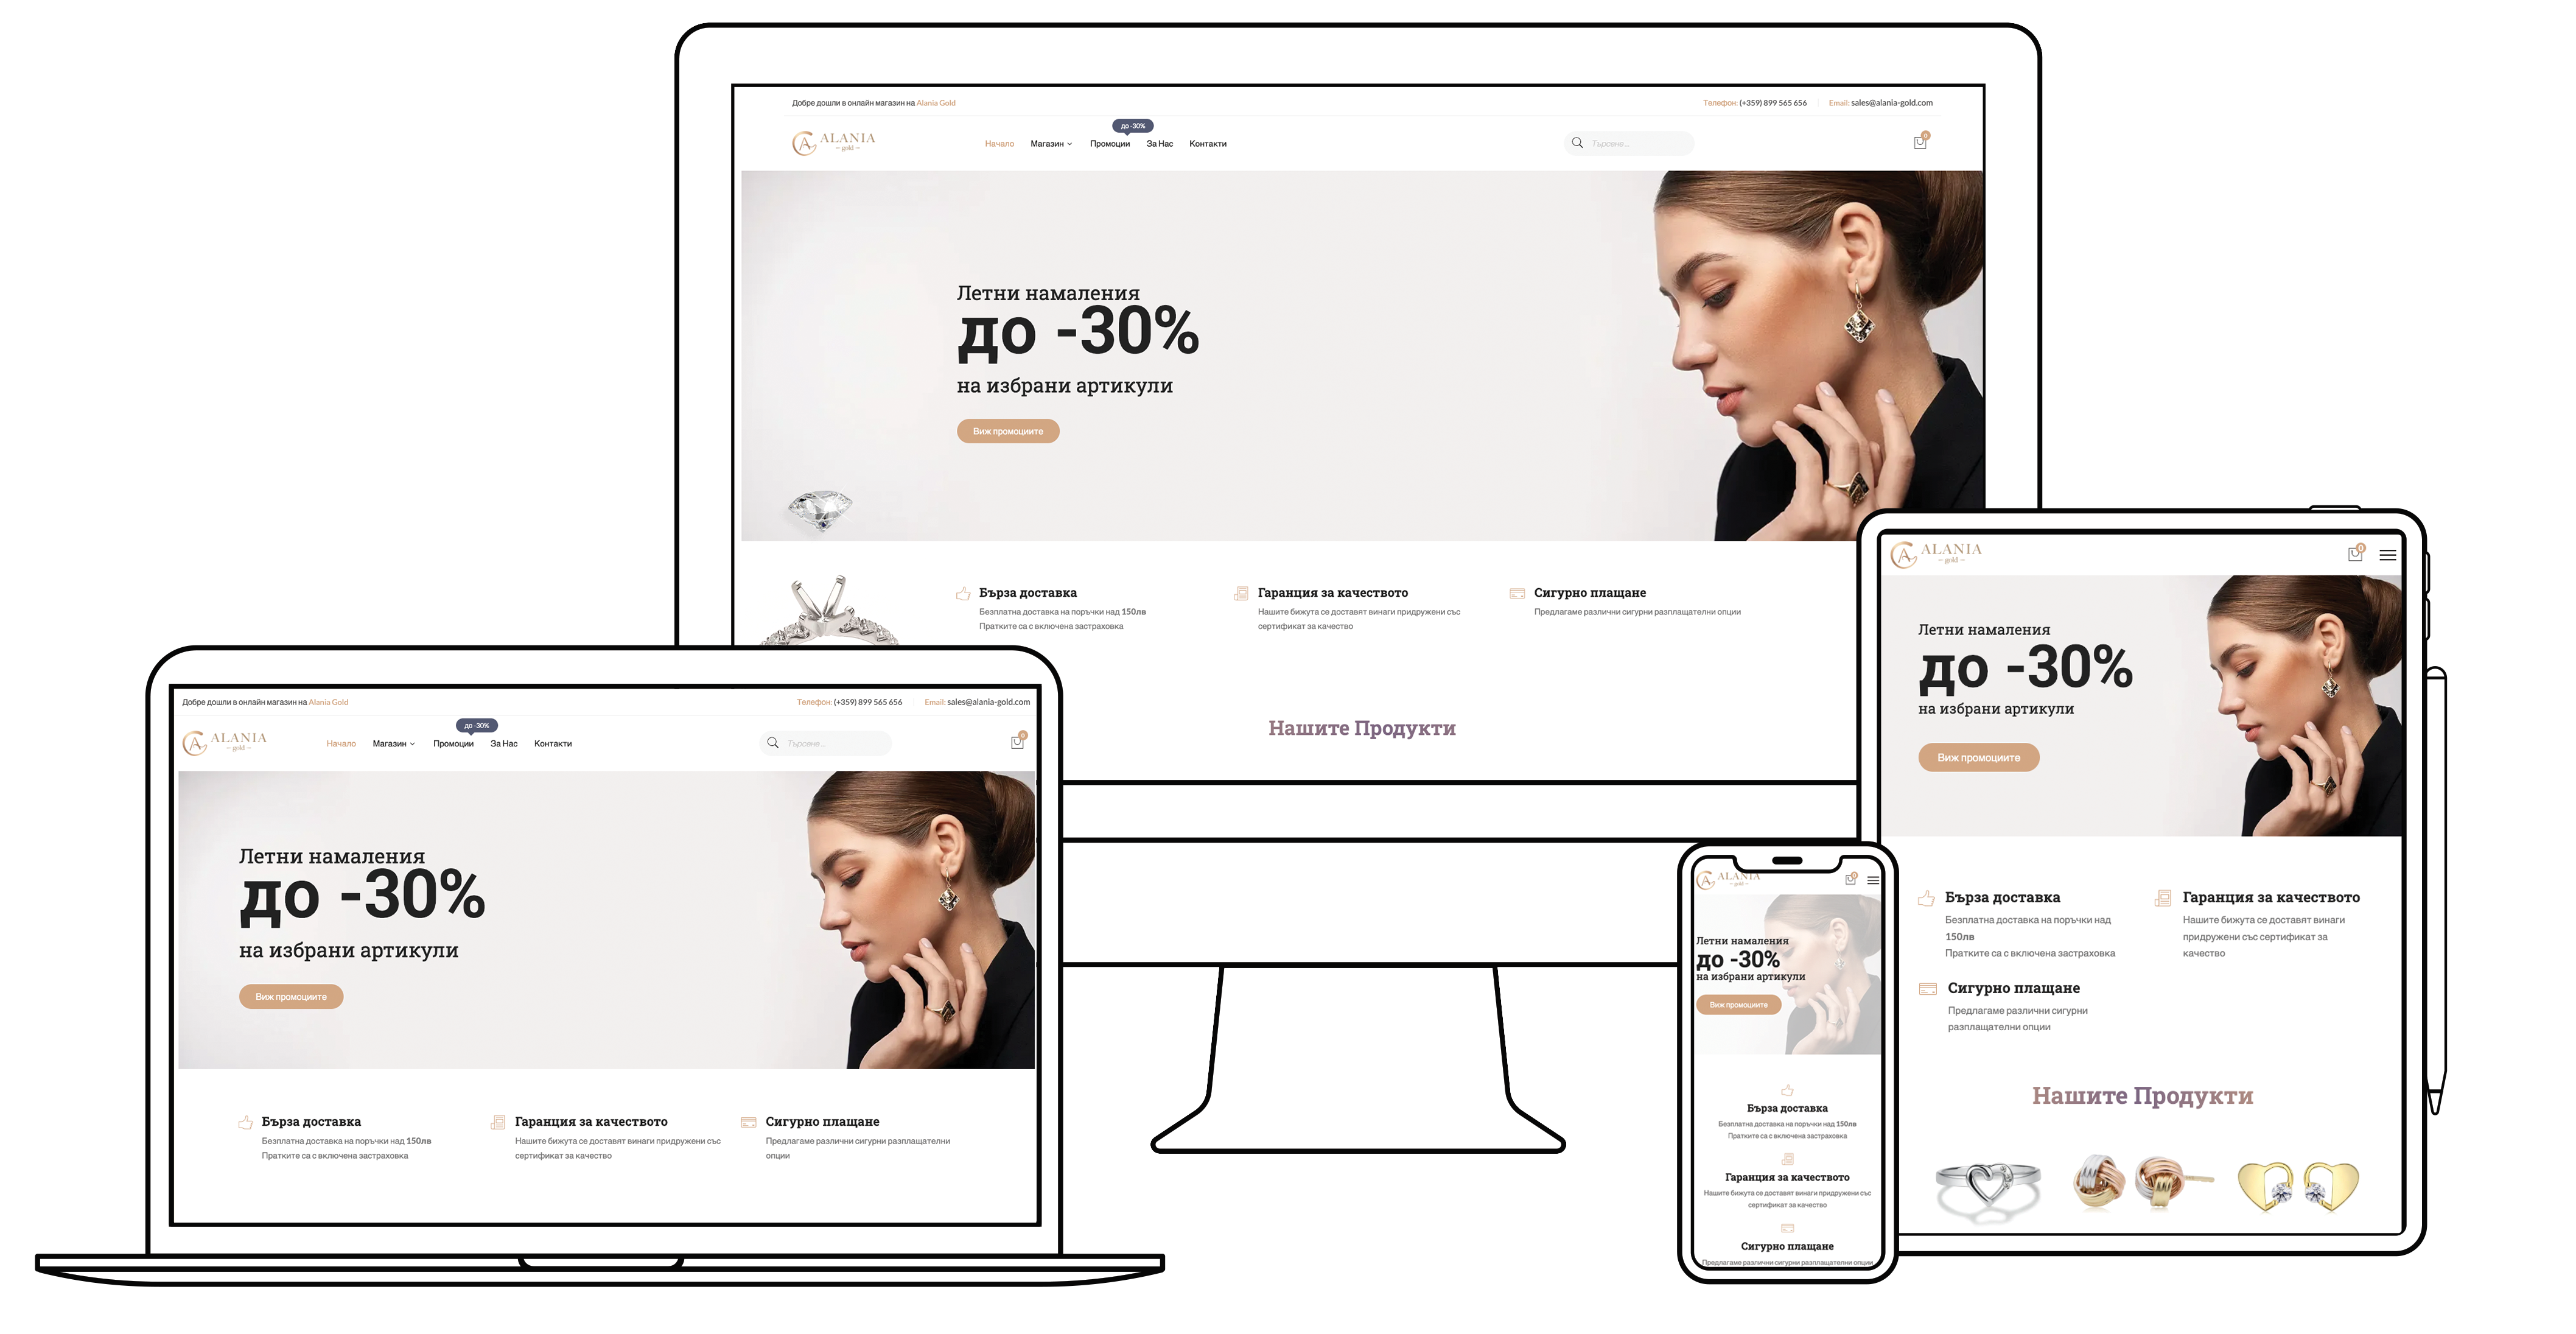 Добре дошли в онлайн магазин на Alania Gold
Телефон: (+359) 899 565 656
Email: sales@alania-gold.com
до -30%
ALANIA
gold
Начало
Магазин
Промоции
За Нас
Контакти
Търсене...
0
Летни намаления
до -30%
на избрани артикули
Виж промоциите
Бърза доставка
Безплатна доставка на поръчки над 150лв
Пратките са с включена застраховка
Гаранция за качеството
Нашите бижута се доставят винаги придружени със
сертификат за качество
Сигурно плащане
Предлагаме различни сигурни разплащателни опции
Нашите Продукти
Добре дошли в онлайн магазин на Alania Gold
Телефон: (+359) 899 565 656
Email: sales@alania-gold.com
до -30%
ALANIA
gold
Начало
Магазин
Промоции
За Нас
Контакти
Търсене...
0
Летни намаления
до -30%
на избрани артикули
Виж промоциите
Бърза доставка
Безплатна доставка на поръчки над 150лв
Пратките са с включена застраховка
Гаранция за качеството
Нашите бижута се доставят винаги придружени със
сертификат за качество
Сигурно плащане
Предлагаме различни сигурни разплащателни
опции
ALANIA
gold
0
Летни намаления
до -30%
на избрани артикули
Виж промоциите
Бърза доставка
Безплатна доставка на поръчки над 150лв
Пратките са с включена застраховка
Гаранция за качеството
Нашите бижута се доставят винаги придружени със
сертификат за качество
Сигурно плащане
Предлагаме различни сигурни разплащателни опции
ALANIA
gold
0
Летни намаления
до -30%
на избрани артикули
Виж промоциите
Бърза доставка
Безплатна доставка на поръчки над
150лв
Пратките са с включена застраховка
Гаранция за качеството
Нашите бижута се доставят винаги
придружени със сертификат за
качество
Сигурно плащане
Предлагаме различни сигурни
разплащателни опции
Нашите Продукти